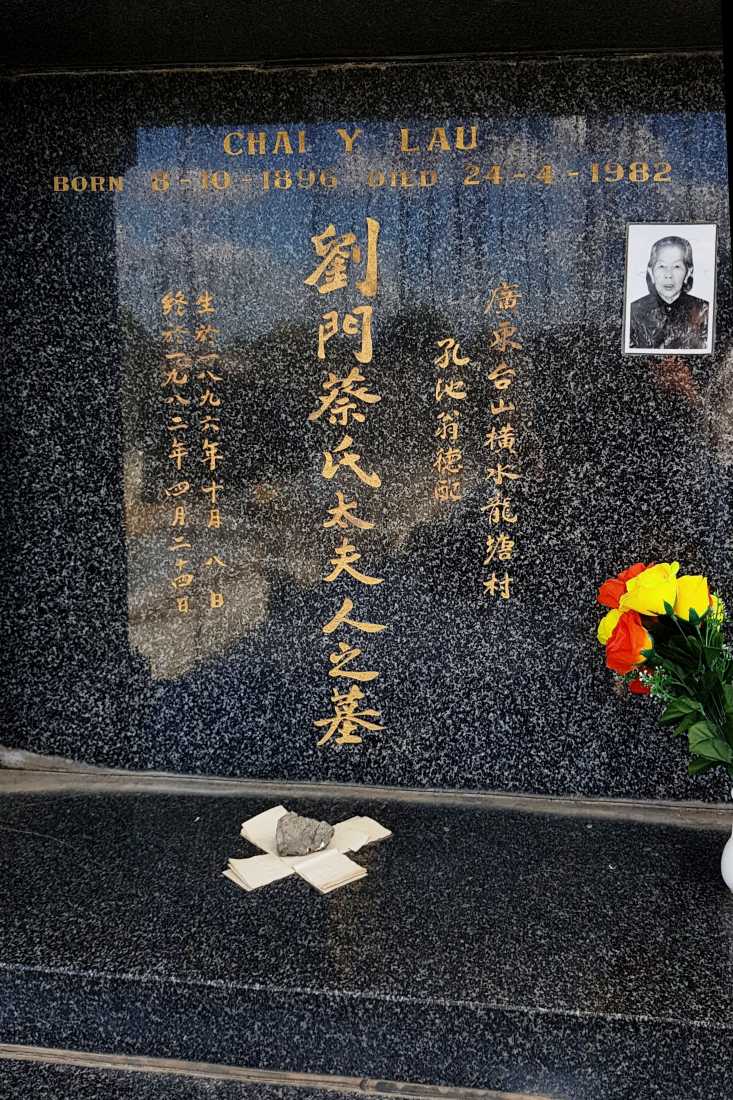 CHAI Y LAU
BORN 8-10-1896 DIED 24-4-1982
廣東台山橫水龍塘村
孔池翁德配
劉門蔡氏太夫人之墓
生於一八九六年十月八日
終於一九八二年四月二十四日